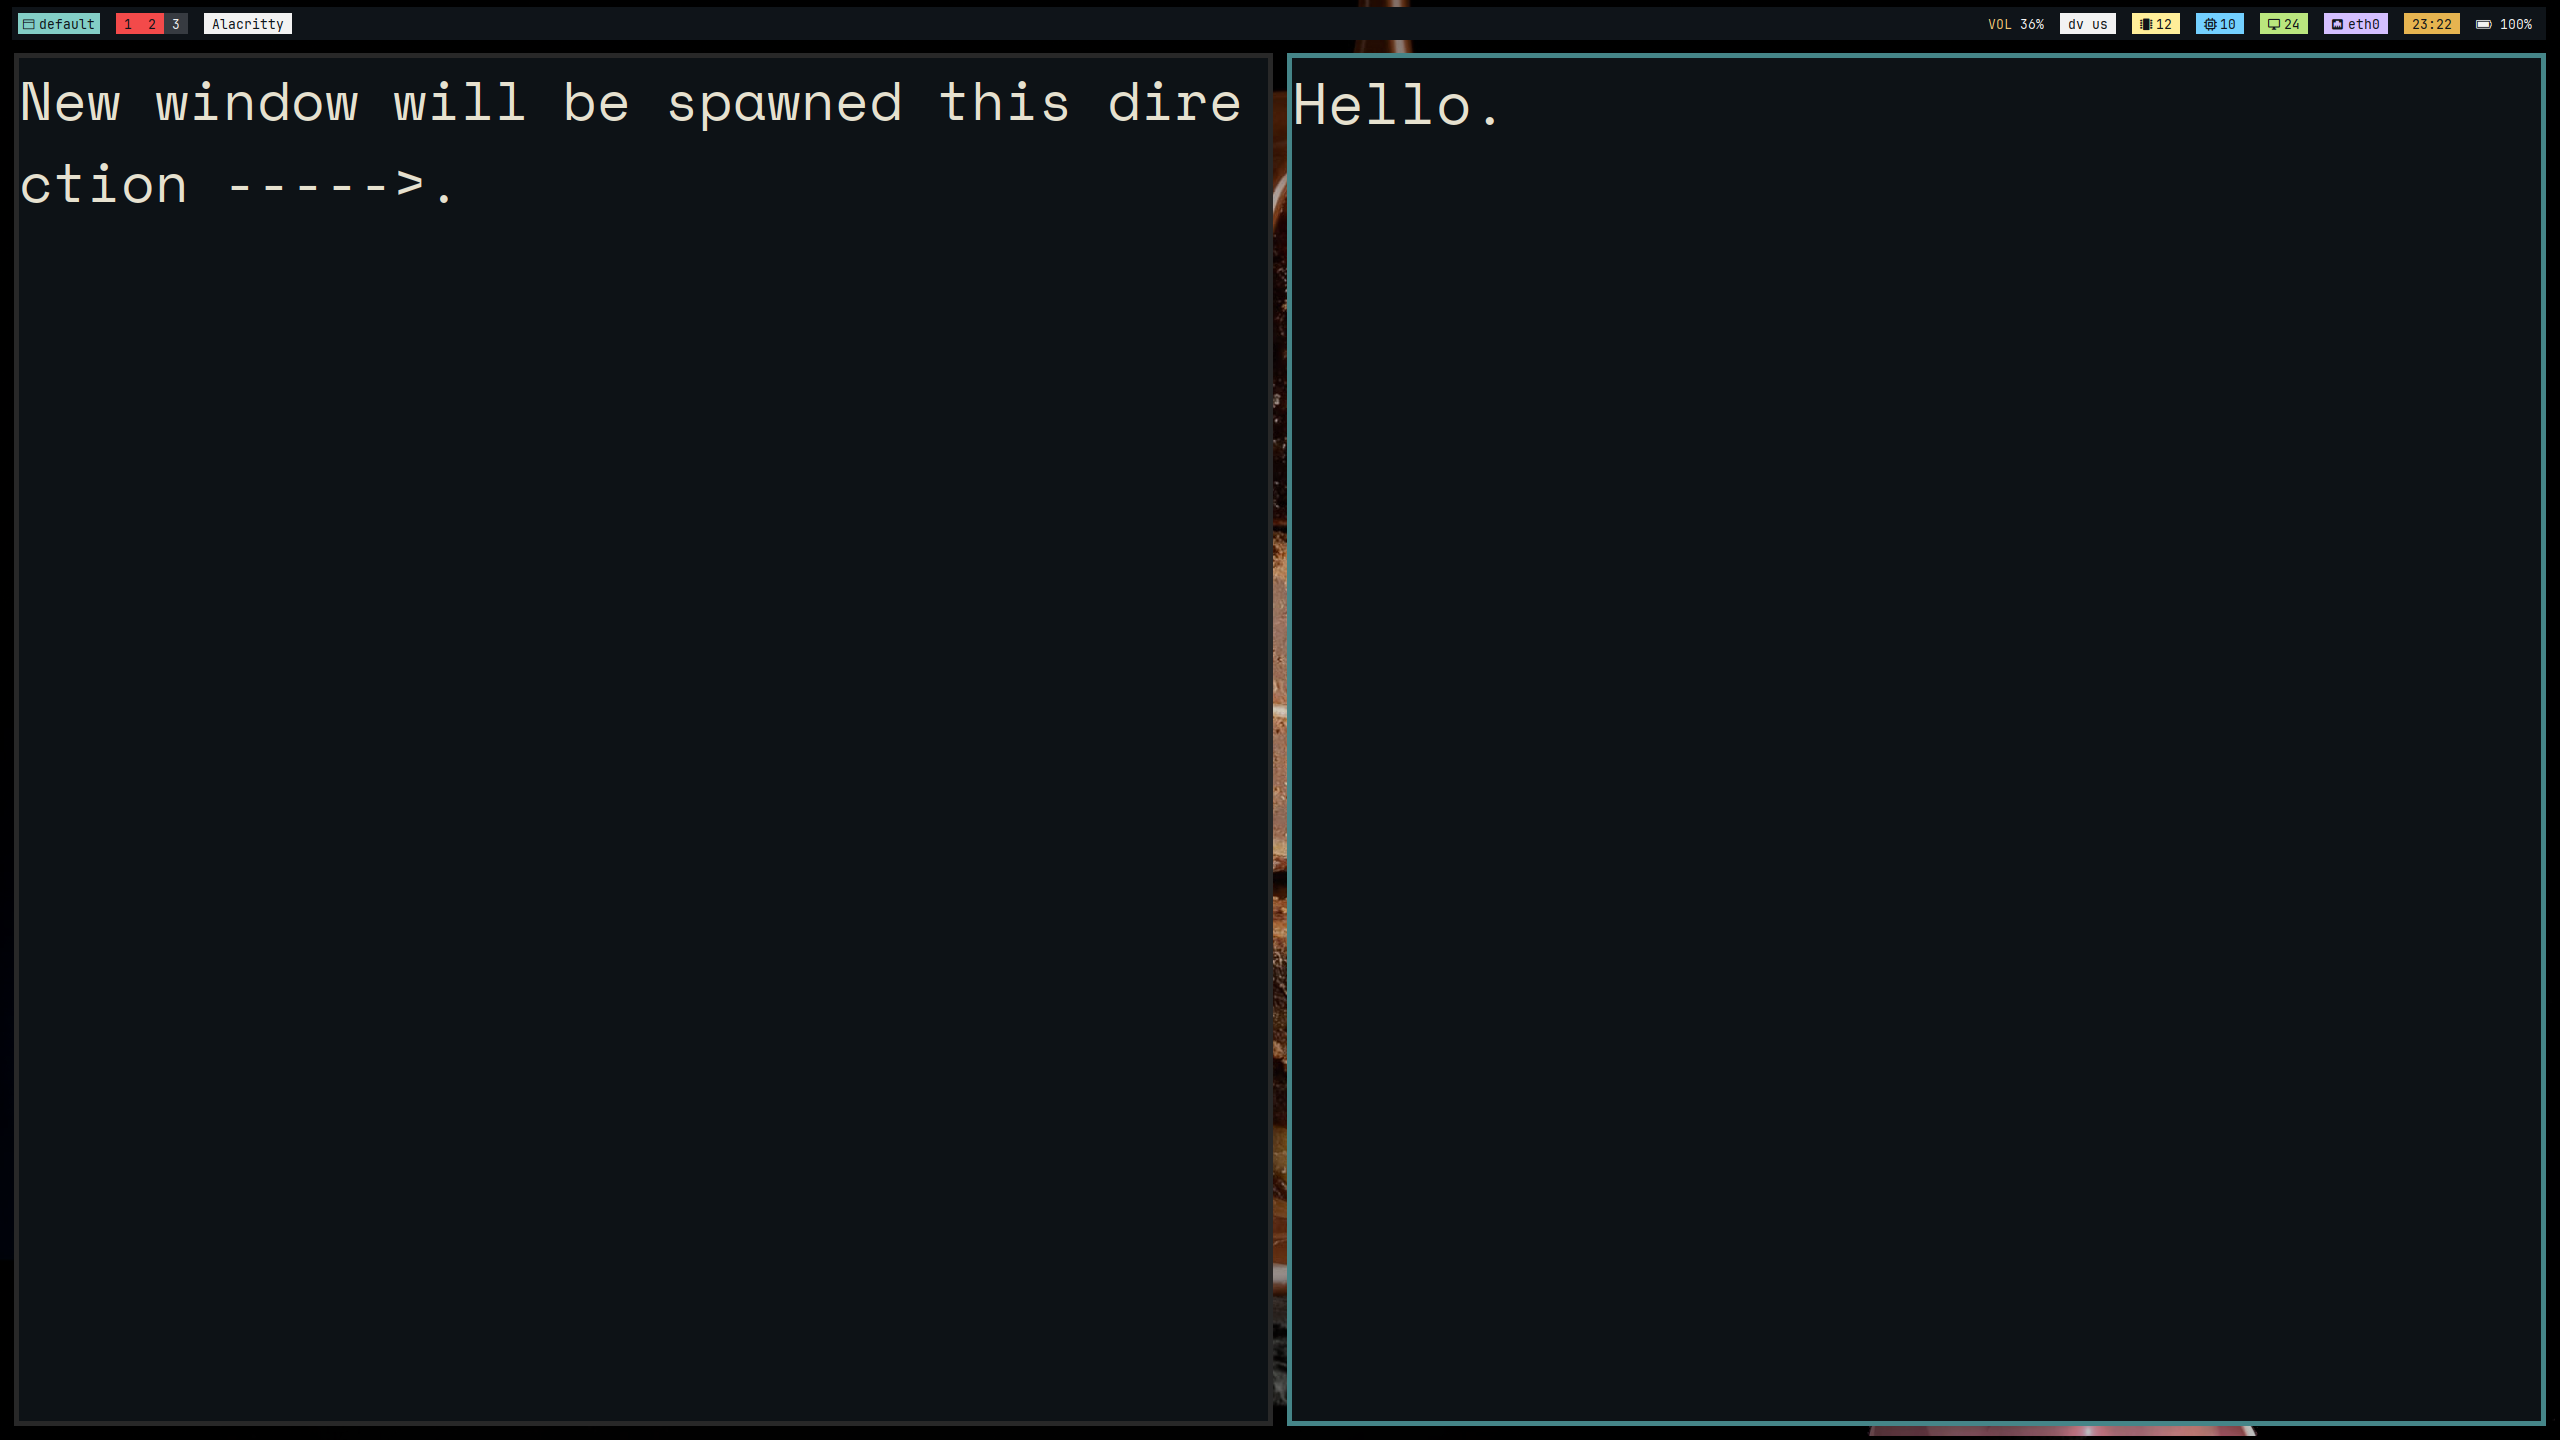 default 1 2 3 Alacritty VOL 36% dv us 12 10 24 eth0 23:22 100%
New window will be spawned this dire
ction ----->.
Hello.